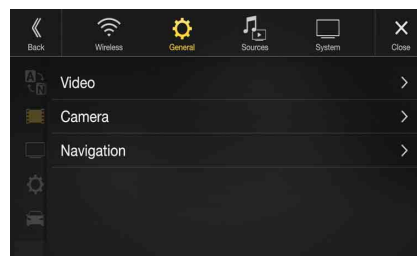 Back
Wireless
General
Sources
System
Close
A
N
Video
Camera
Navigation